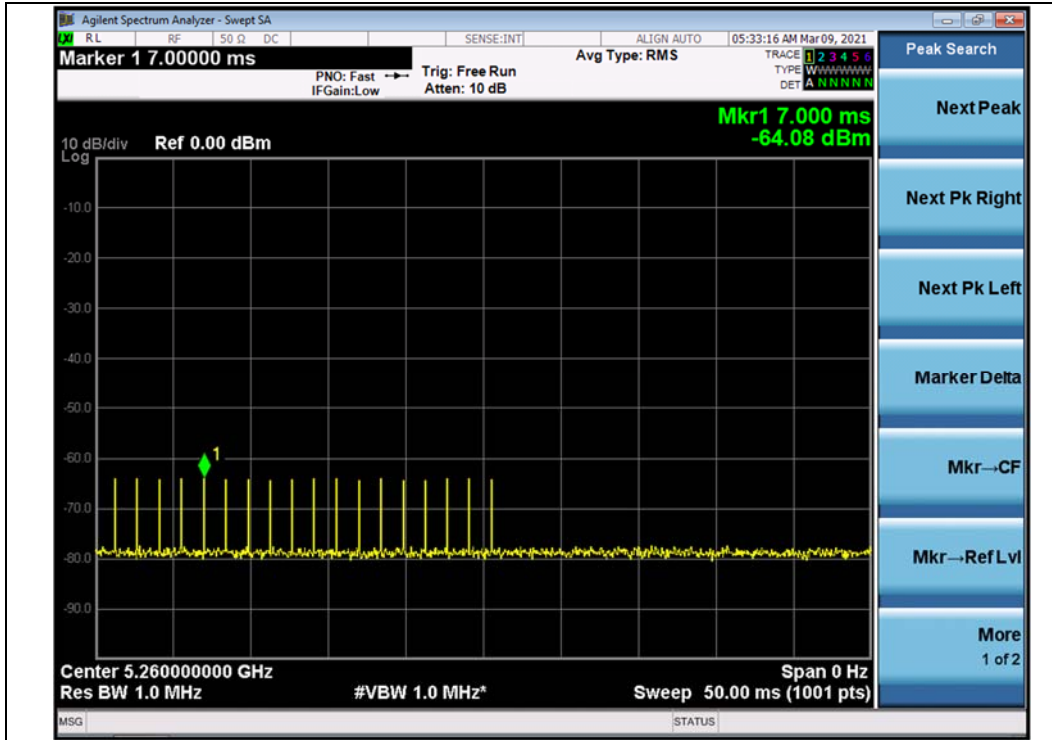 Agilent Spectrum Analyzer - Swept SA
LXI RL RF 50 Ω DC SENSE:INT ALIGN AUTO 05:33:16 AM Mar 09, 2021
Marker 1 7.00000 ms
PNO: Fast
IFGain:Low
Trig: Free Run
Atten: 10 dB
Avg Type: RMS
TRACE 1 2 3 4 5 6
TYPE WWWWWW
DET A N N N N N
Mkr1 7.000 ms
-64.08 dBm
10 dB/div Ref 0.00 dBm
Log
-10.0
-20.0
-30.0
-40.0
-50.0
-60.0
-70.0
-80.0
-90.0
1
Center 5.260000000 GHz Span 0 Hz
Res BW 1.0 MHz #VBW 1.0 MHz* Sweep 50.00 ms (1001 pts)
MSG STATUS
Peak Search
Next Peak
Next Pk Right
Next Pk Left
Marker Delta
Mkr→CF
Mkr→Ref Lvl
More
1 of 2